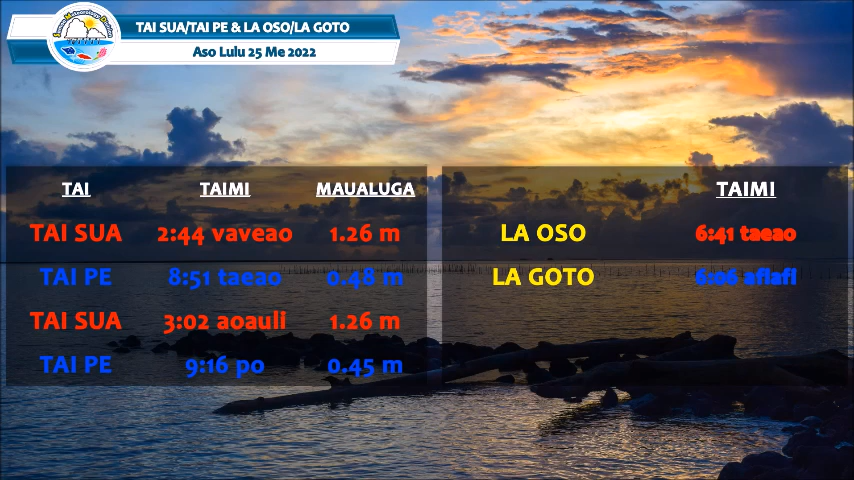 TAI SUA/TAI PE & LA OSO/LA GOTO
Aso Lulu 25 Me 2022
TAI TAIMI MAUALUGA
TAI SUA 2:44 vaveao 1.26 m
TAI PE 8:51 taeao 0.48 m
TAI SUA 3:02 aoauli 1.26 m
TAI PE 9:16 po 0.45 m
TAIMI
LA OSO 6:41 taeao
LA GOTO 6:06 afiafi